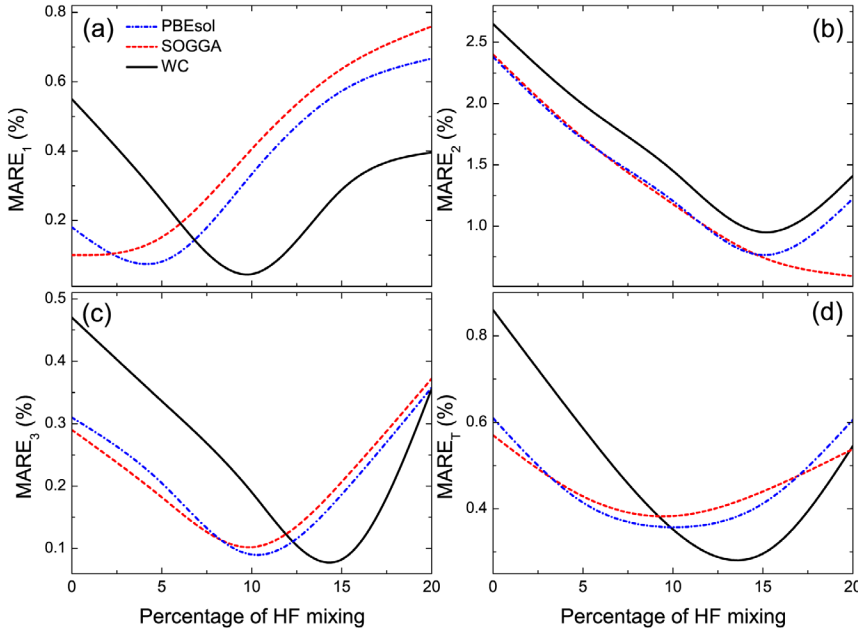 (a)
PBEsol
SOGGA
WC
MARE1 (%)
0.8
0.6
0.4
0.2
(b)
MARE2 (%)
2.5
2.0
1.5
1.0
(c)
MARE3 (%)
0.5
0.4
0.3
0.2
0.1
0 5 10 15 20
Percentage of HF mixing
(d)
MARET (%)
0.8
0.6
0.4
0 5 10 15 20
Percentage of HF mixing